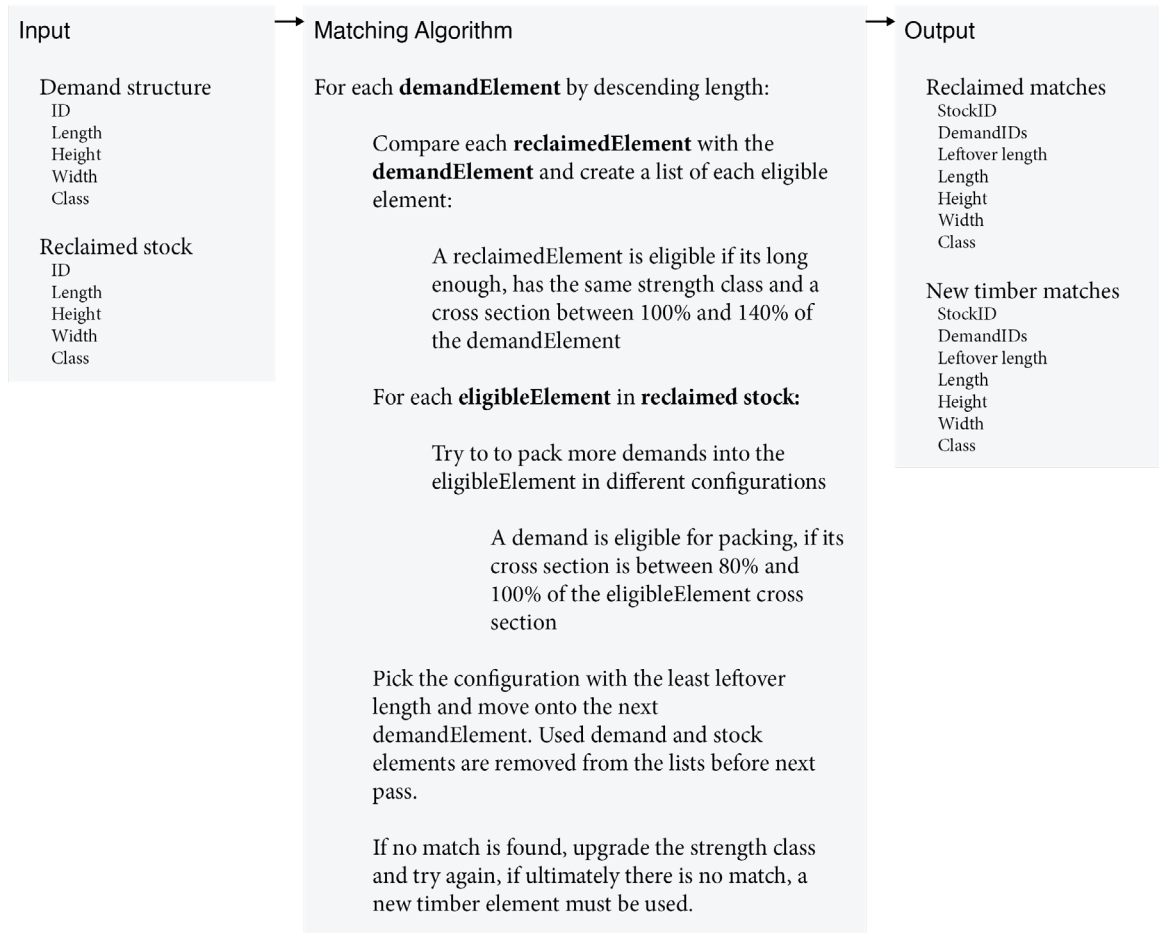 Input
Demand structure
ID
Length
Height
Width
Class
Reclaimed stock
ID
Length
Height
Width
Class
Matching Algorithm
For each demandElement by descending length:
Compare each reclaimedElement with the
demandElement and create a list of each eligible
element:
A reclaimedElement is eligible if its long
enough, has the same strength class and a
cross section between 100% and 140% of
the demandElement
For each eligibleElement in reclaimed stock:
Try to to pack more demands into the
eligibleElement in different configurations
A demand is eligible for packing, if its
cross section is between 80% and
100% of the eligibleElement cross
section
Pick the configuration with the least leftover
length and move onto the next
demandElement. Used demand and stock
elements are removed from the lists before next
pass.
If no match is found, upgrade the strength class
and try again, if ultimately there is no match, a
new timber element must be used.
Output
Reclaimed matches
StockID
DemandIDs
Leftover length
Length
Height
Width
Class
New timber matches
StockID
DemandIDs
Leftover length
Length
Height
Width
Class